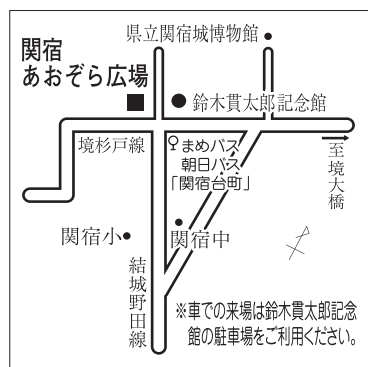 県立関宿城博物館
関宿
あおぞら広場
鈴木貫太郎記念館
境杉戸線
まめバス
朝日バス
「関宿台町」
至境大橋
関宿小
関宿中
結城野田線
※車での来場は鈴木貫太郎記念
館の駐車場をご利用ください。